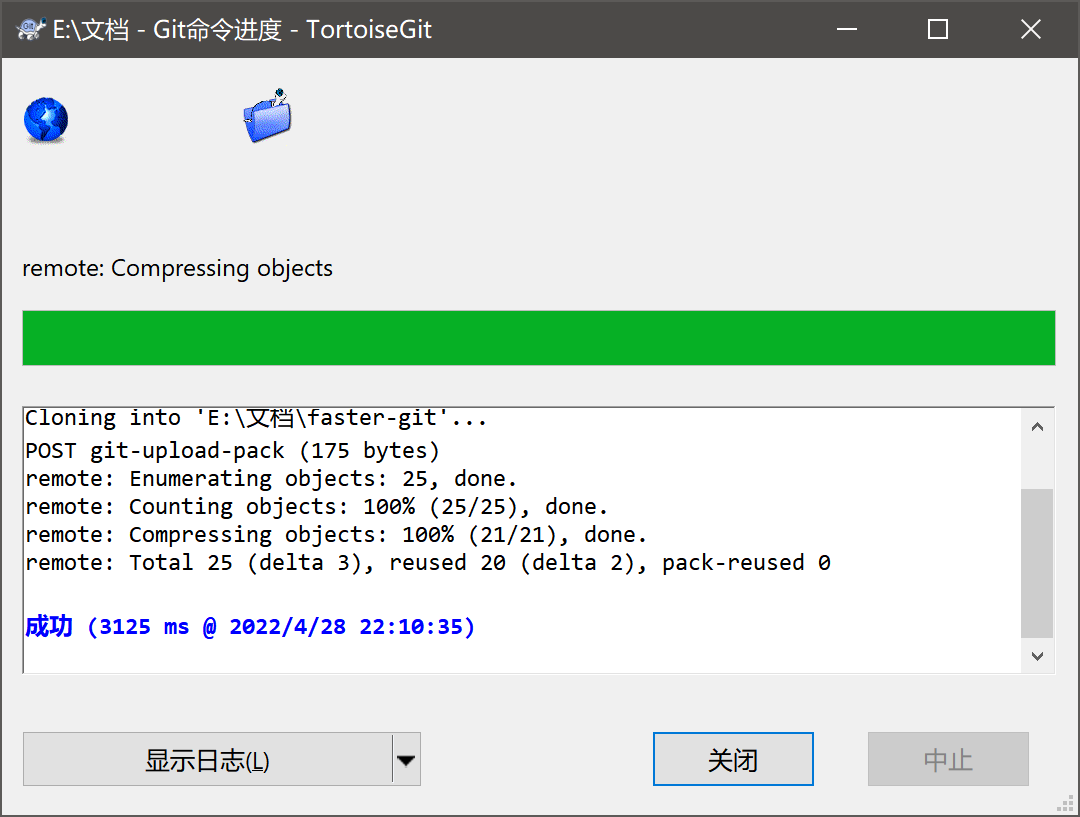 E:\文档 - Git命令进度 - TortoiseGit
remote: Compressing objects
Cloning into 'E:\文档\faster-git'...
POST git-upload-pack (175 bytes)
remote: Enumerating objects: 25, done.
remote: Counting objects: 100% (25/25), done.
remote: Compressing objects: 100% (21/21), done.
remote: Total 25 (delta 3), reused 20 (delta 2), pack-reused 0
成功 (3125 ms @ 2022/4/28 22:10:35)
显示日志(L)
关闭
中止